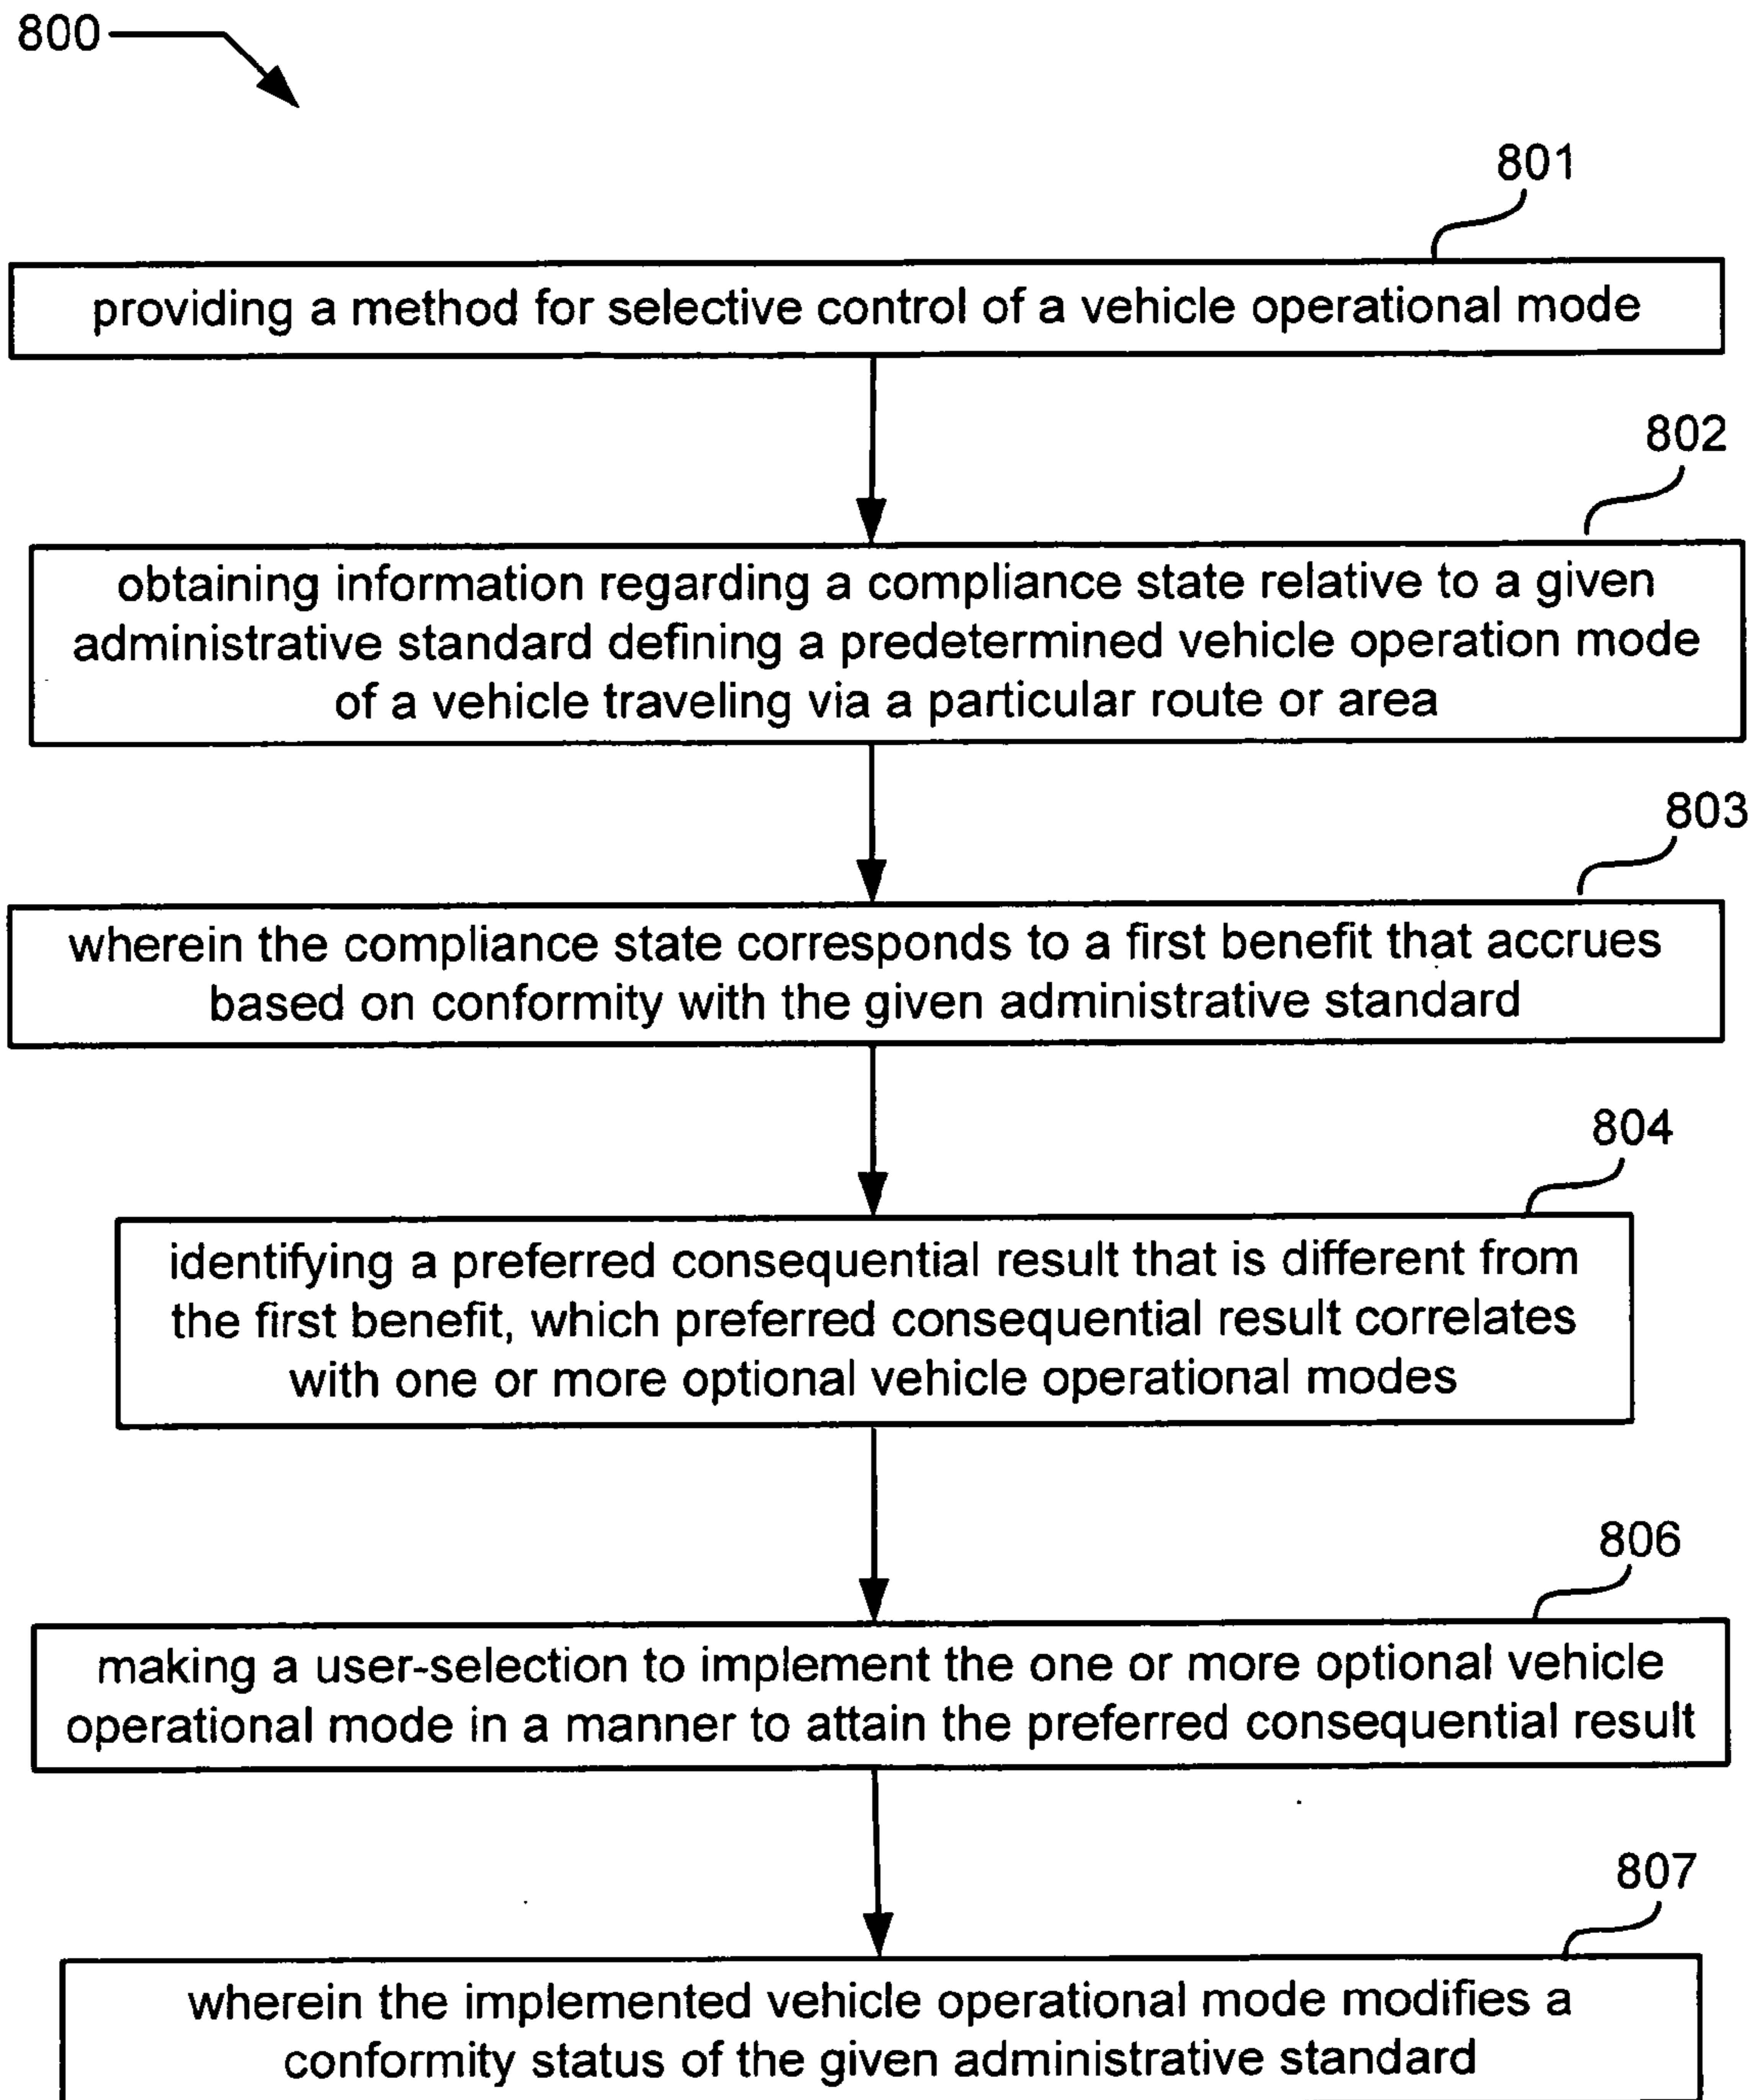 800
801
providing a method for selective control of a vehicle operational mode
802
obtaining information regarding a compliance state relative to a given
administrative standard defining a predetermined vehicle operation mode
of a vehicle traveling via a particular route or area
803
wherein the compliance state corresponds to a first benefit that accrues
based on conformity with the given administrative standard
804
identifying a preferred consequential result that is different from
the first benefit, which preferred consequential result correlates
with one or more optional vehicle operational modes
806
making a user-selection to implement the one or more optional vehicle
operational mode in a manner to attain the preferred consequential result
807
wherein the implemented vehicle operational mode modifies a
conformity status of the given administrative standard